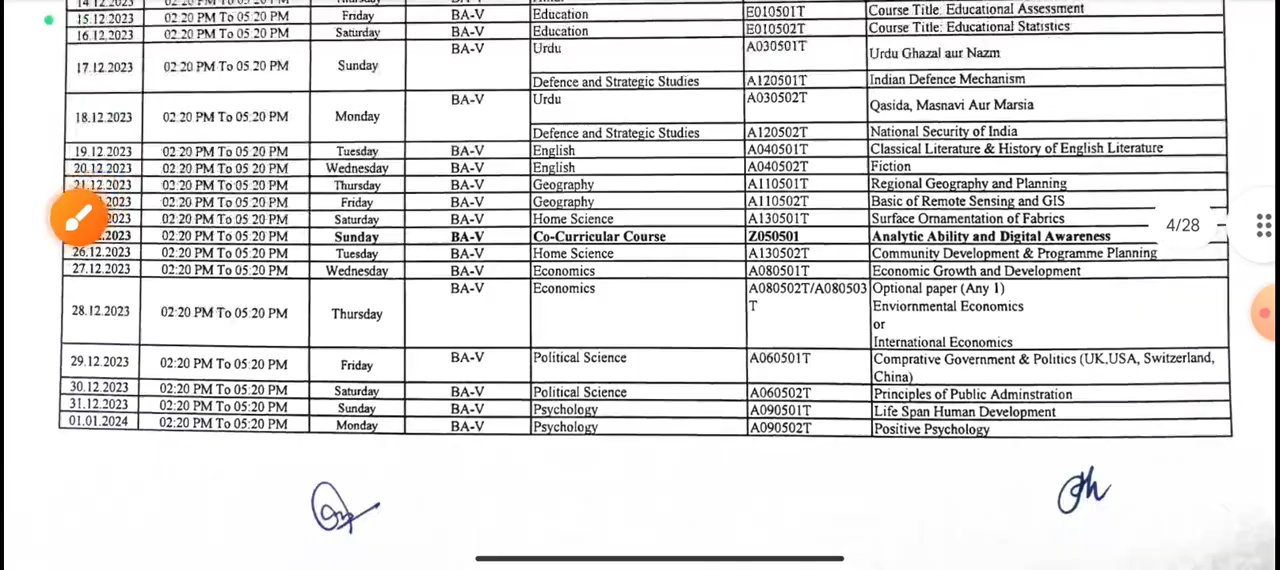 02:20 PM To 05:20 PM BA-V
15.12.2023 02:20 PM To 05:20 PM Friday BA-V Education E010501T Course Title: Educational Assessment
16.12.2023 02:20 PM To 05:20 PM Saturday BA-V Education E010502T Course Title: Educational Statistics
17.12.2023 02:20 PM To 05:20 PM Sunday BA-V Urdu A030501T Urdu Ghazal aur Nazm
Defence and Strategic Studies A120501T Indian Defence Mechanism
18.12.2023 02:20 PM To 05:20 PM Monday BA-V Urdu A030502T Qasida, Masnavi Aur Marsia
Defence and Strategic Studies A120502T National Security of India
19.12.2023 02:20 PM To 05:20 PM Tuesday BA-V English A040501T Classical Literature & History of English Literature
20.12.2023 02:20 PM To 05:20 PM Wednesday BA-V English A040502T Fiction
21.12.2023 02:20 PM To 05:20 PM Thursday BA-V Geography A110501T Regional Geography and Planning
2023 02:20 PM To 05:20 PM Friday BA-V Geography A110502T Basic of Remote Sensing and GIS
2023 02:20 PM To 05:20 PM Saturday BA-V Home Science A130501T Surface Ornamentation of Fabrics
4/28
.2023 02:20 PM To 05:20 PM Sunday BA-V Co-Curricular Course Z050501 Analytic Ability and Digital Awareness
26.12.2023 02:20 PM To 05:20 PM Tuesday BA-V Home Science A130502T Community Development & Programme Planning
27.12.2023 02:20 PM To 05:20 PM Wednesday BA-V Economics A080501T Economic Growth and Development
28.12.2023 02:20 PM To 05:20 PM Thursday BA-V Economics A080502T/A080503 Optional paper (Any 1)
T Enviornmental Economics
or
International Economics
29.12.2023 02:20 PM To 05:20 PM Friday BA-V Political Science A060501T Comprative Government & Politics (UK,USA, Switzerland,
China)
30.12.2023 02:20 PM To 05:20 PM Saturday BA-V Political Science A060502T Principles of Public Adminstration
31.12.2023 02:20 PM To 05:20 PM Sunday BA-V Psychology A090501T Life Span Human Development
01.01.2024 02:20 PM To 05:20 PM Monday BA-V Psychology A090502T Positive Psychology